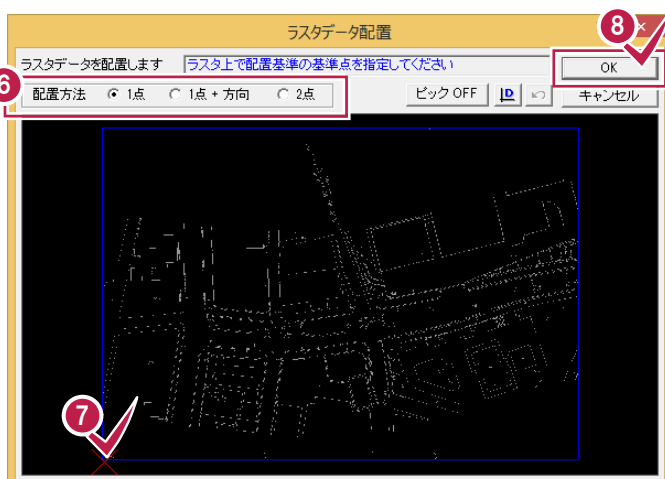 ラスタデータ配置
8
ラスタデータを配置します ラスタ上で配置基準の基準点を指定してください OK
6
配置方法 1点 1点 + 方向 2点 ピック OFF D キャンセル
7